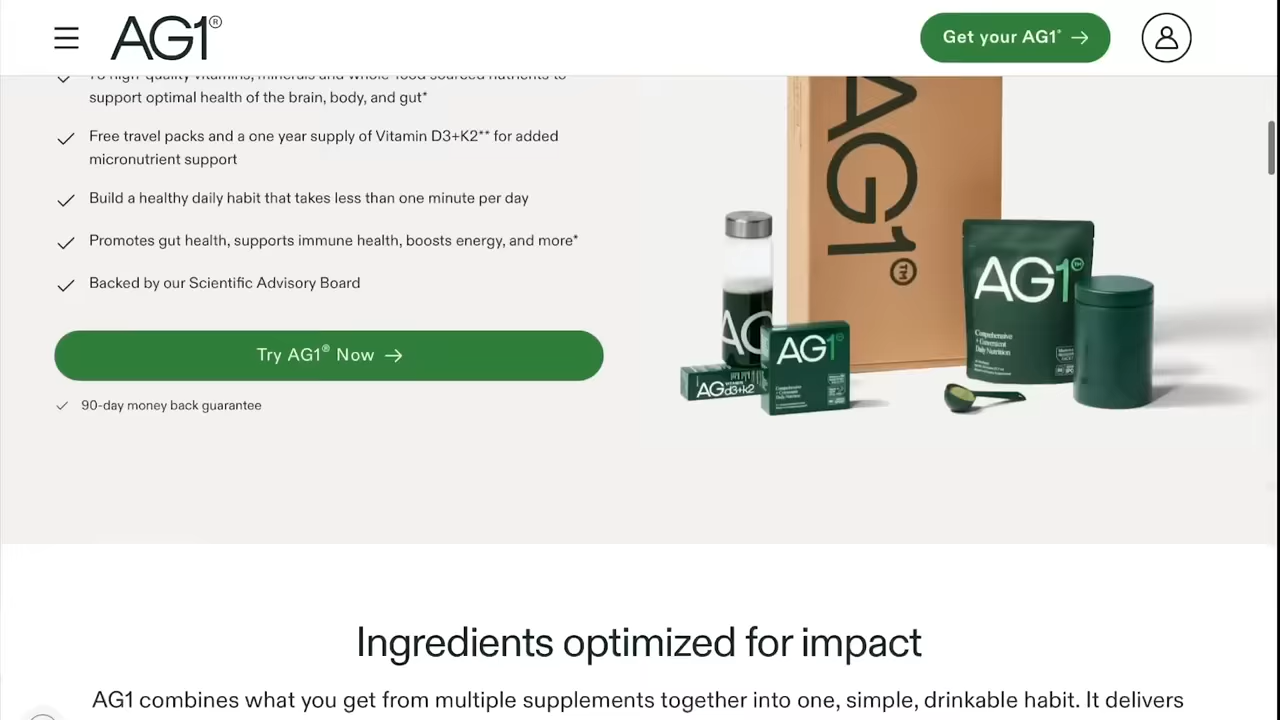 AG1®
Get your AG1® →
75 high-quality vitamins, minerals and whole-food sourced nutrients to
support optimal health of the brain, body, and gut*
Free travel packs and a one year supply of Vitamin D3+K2** for added
micronutrient support
Build a healthy daily habit that takes less than one minute per day
Promotes gut health, supports immune health, boosts energy, and more*
Backed by our Scientific Advisory Board
Try AG1® Now →
90-day money back guarantee
AG1™
AG
AG1
Comprehensive
+ Convenient
Daily Nutrition
AG
d3+k2
AG1™
Comprehensive
+ Convenient
Daily Nutrition
Ingredients optimized for impact
AG1 combines what you get from multiple supplements together into one, simple, drinkable habit. It delivers